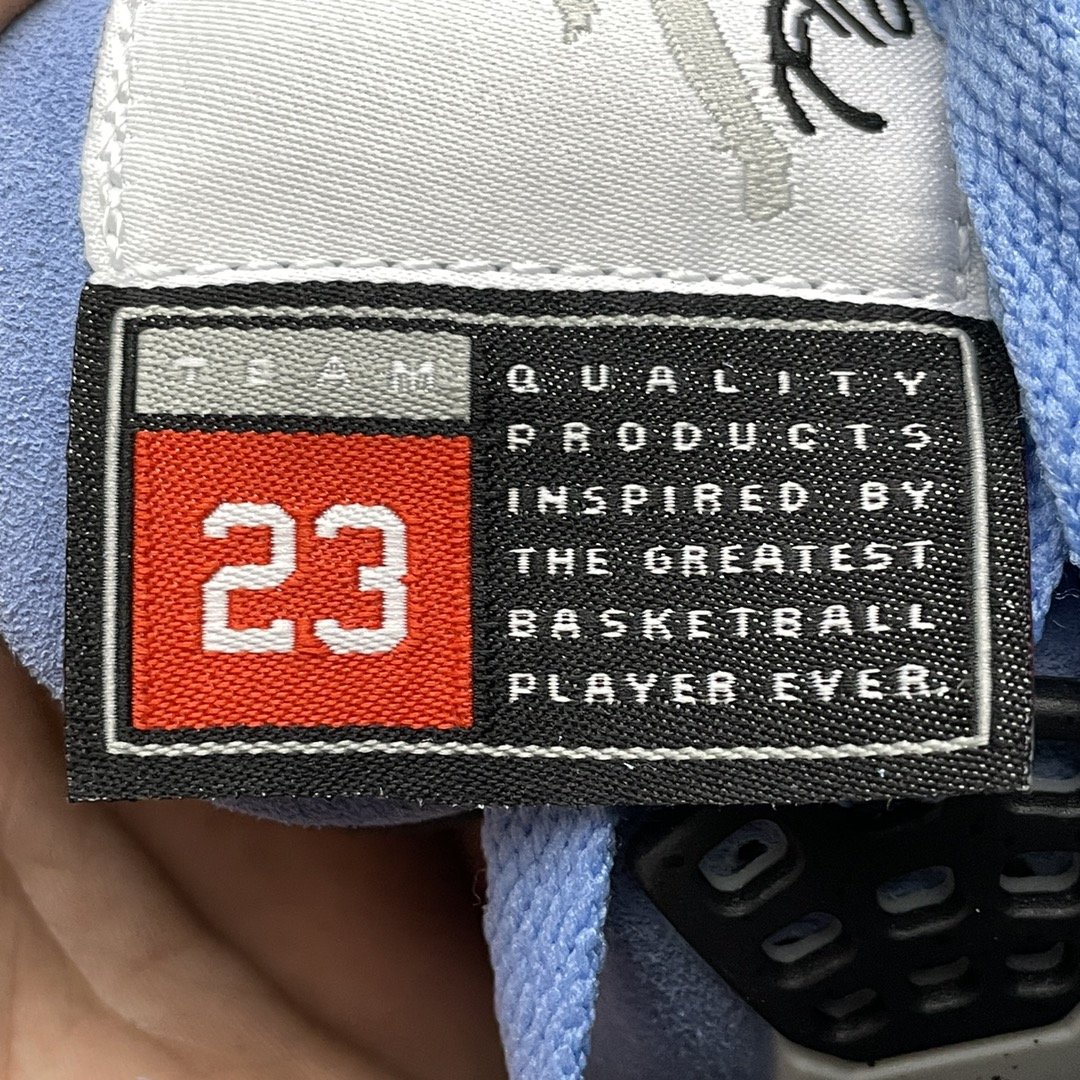 TEAM
23
QUALITY
PRODUCTS
INSPIRED BY
THE GREATEST
BASKETBALL
PLAYER EVER.